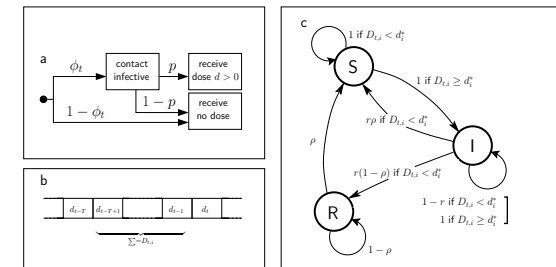 a
ϕ_t
contact
infective
p
receive
dose d > 0
1 − p
receive
no dose
1 − ϕ_t
b
d_{t−T} d_{t−T+1} ........ d_{t−1} d_t
∑=D_{t,i}
c
1 if D_{t,i} < d_i^*
S
1 if D_{t,i} ≥ d_i^*
rρ if D_{t,i} < d_i^*
ρ
I
r(1 − ρ) if D_{t,i} < d_i^*
1 − r if D_{t,i} < d_i^*
R
1 if D_{t,i} ≥ d_i^*
1 − ρ